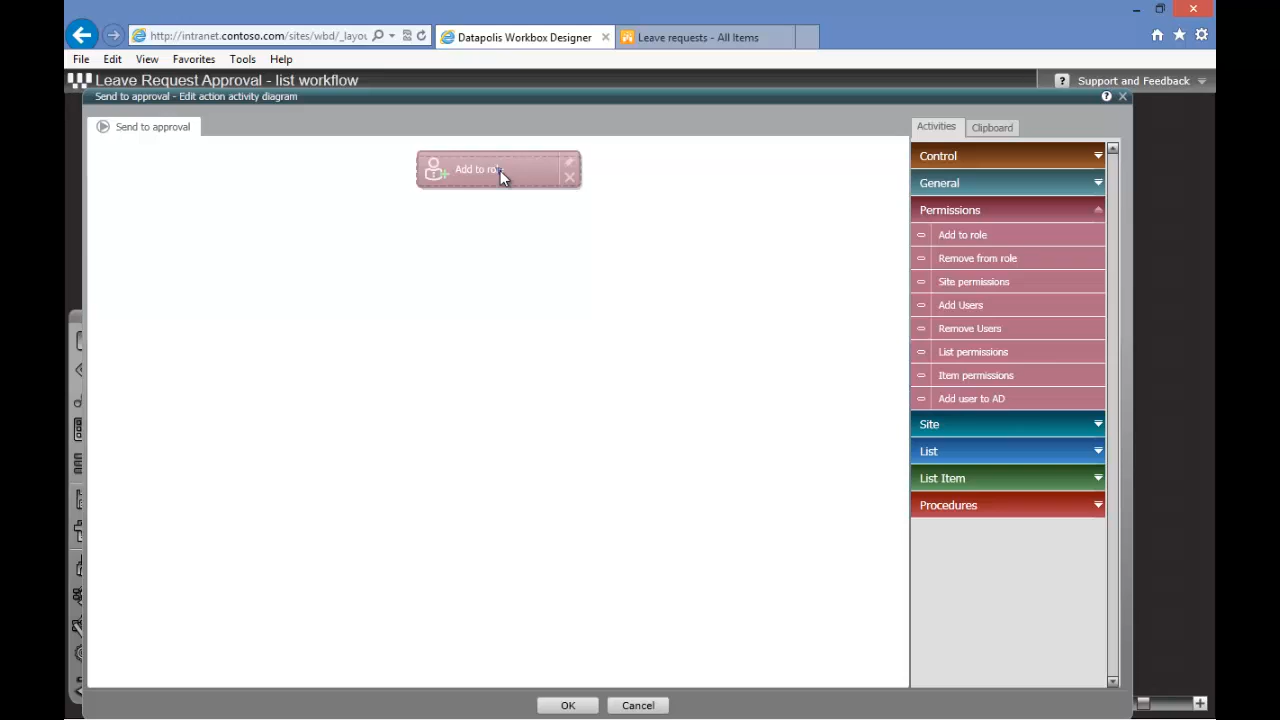 http://intranet.contoso.com/sites/wbd/_layou
Datapolis Workbox Designer
Leave requests - All Items
File Edit View Favorites Tools Help
Leave Request Approval - list workflow
? Support and Feedback
Send to approval - Edit action activity diagram
Send to approval
Activities
Clipboard
Add to
Control
General
Permissions
Add to role
Remove from role
Site permissions
Add Users
Remove Users
List permissions
Item permissions
Add user to AD
Site
List
List Item
Procedures
OK
Cancel